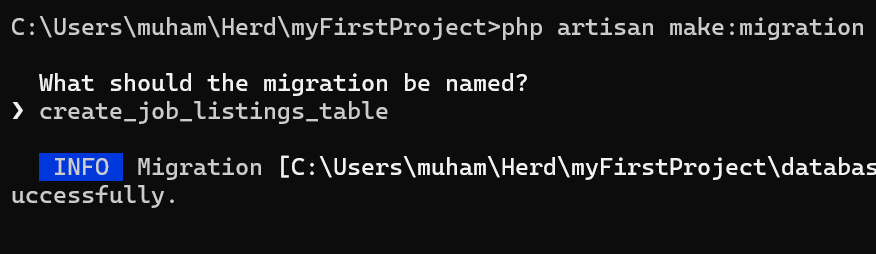 C:\Users\muham\Herd\myFirstProject>php artisan make:migration
What should the migration be named?
❯ create_job_listings_table
INFO Migration [C:\Users\muham\Herd\myFirstProject\databas
uccessfully.